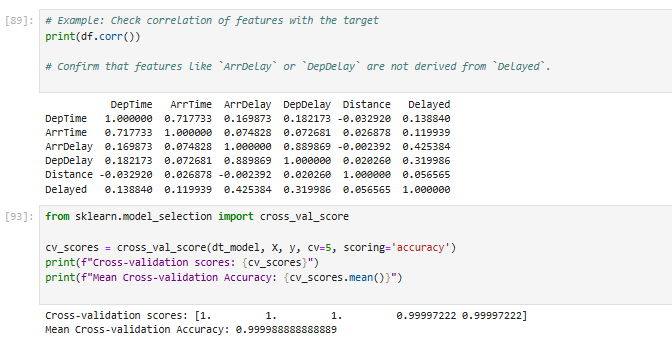 [89]: # Example: Check correlation of features with the target
print(df.corr())
# Confirm that features like `ArrDelay` or `DepDelay` are not derived from `Delayed`.
DepTime ArrTime ArrDelay DepDelay Distance Delayed
DepTime 1.000000 0.717733 0.169873 0.182173 -0.032920 0.138840
ArrTime 0.717733 1.000000 0.074828 0.072681 0.026878 0.119939
ArrDelay 0.169873 0.074828 1.000000 0.889869 -0.002392 0.425384
DepDelay 0.182173 0.072681 0.889869 1.000000 0.020260 0.319986
Distance -0.032920 0.026878 -0.002392 0.020260 1.000000 0.056565
Delayed 0.138840 0.119939 0.425384 0.319986 0.056565 1.000000
[93]: from sklearn.model_selection import cross_val_score
cv_scores = cross_val_score(dt_model, X, y, cv=5, scoring='accuracy')
print(f"Cross-validation scores: {cv_scores}")
print(f"Mean Cross-validation Accuracy: {cv_scores.mean()}")
Cross-validation scores: [1. 1. 1. 0.99997222 0.99997222]
Mean Cross-validation Accuracy: 0.999988888888889